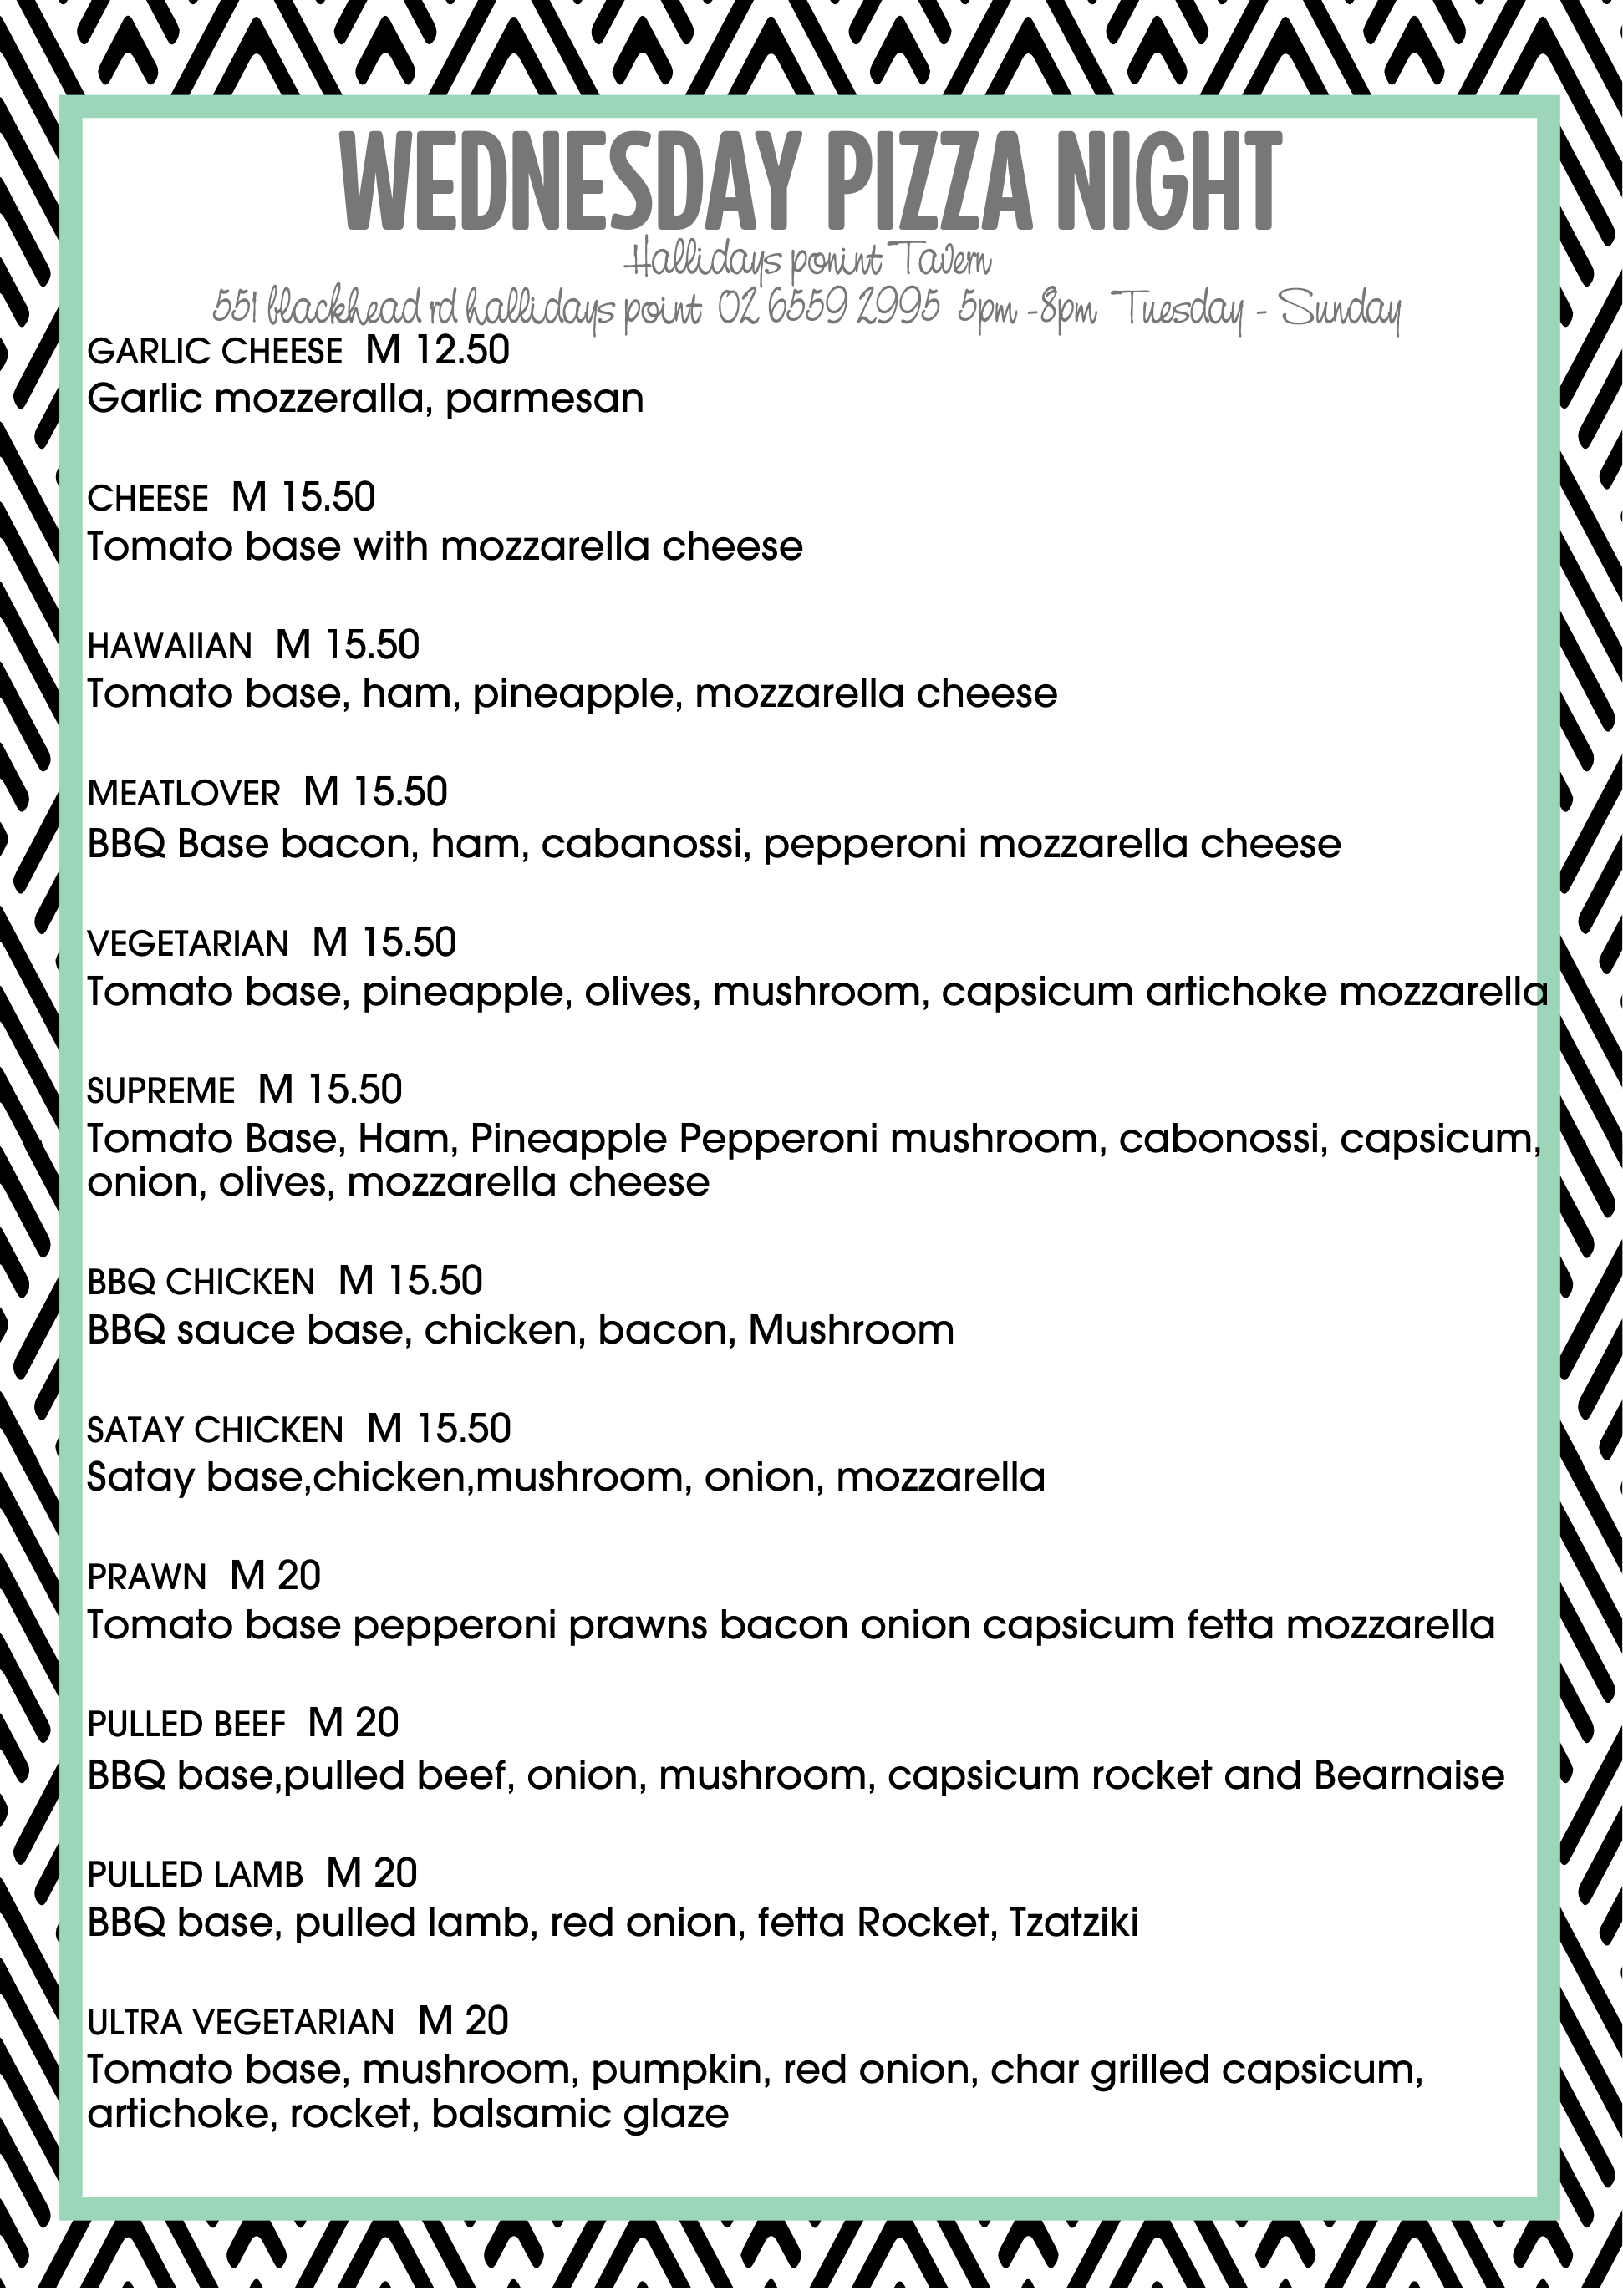 WEDNESDAY PIZZA NIGHT
Hallidays ponint Tavern
551 blackhead rd hallidays point 02 6559 2995 5pm -8pm Tuesday - Sunday
GARLIC CHEESE M 12.50
Garlic mozzeralla, parmesan
CHEESE M 15.50
Tomato base with mozzarella cheese
HAWAIIAN M 15.50
Tomato base, ham, pineapple, mozzarella cheese
MEATLOVER M 15.50
BBQ Base bacon, ham, cabanossi, pepperoni mozzarella cheese
VEGETARIAN M 15.50
Tomato base, pineapple, olives, mushroom, capsicum artichoke mozzarella
SUPREME M 15.50
Tomato Base, Ham, Pineapple Pepperoni mushroom, cabonossi, capsicum,
onion, olives, mozzarella cheese
BBQ CHICKEN M 15.50
BBQ sauce base, chicken, bacon, Mushroom
SATAY CHICKEN M 15.50
Satay base,chicken,mushroom, onion, mozzarella
PRAWN M 20
Tomato base pepperoni prawns bacon onion capsicum fetta mozzarella
PULLED BEEF M 20
BBQ base,pulled beef, onion, mushroom, capsicum rocket and Bearnaise
PULLED LAMB M 20
BBQ base, pulled lamb, red onion, fetta Rocket, Tzatziki
ULTRA VEGETARIAN M 20
Tomato base, mushroom, pumpkin, red onion, char grilled capsicum,
artichoke, rocket, balsamic glaze